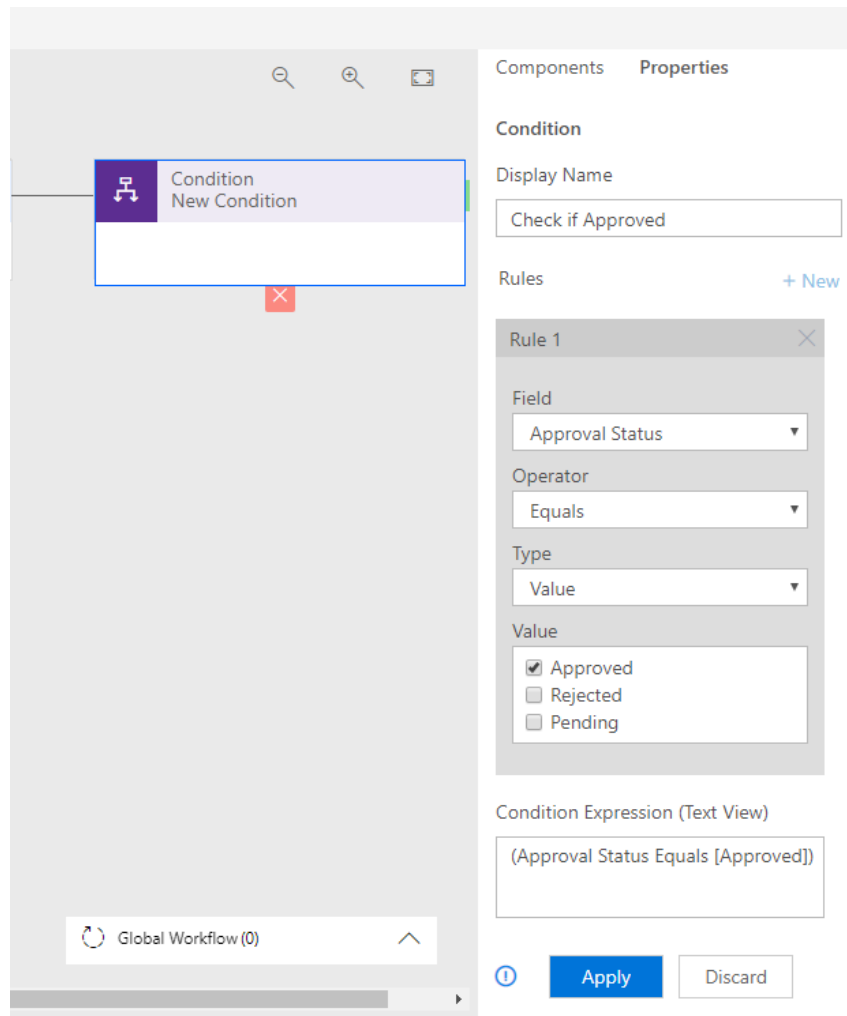 Components Properties
Condition
New Condition
Condition
Display Name
Check if Approved
Rules + New
Rule 1
Field
Approval Status
Operator
Equals
Type
Value
Value
Approved
Rejected
Pending
Condition Expression (Text View)
(Approval Status Equals [Approved])
Global Workflow (0)
Apply Discard